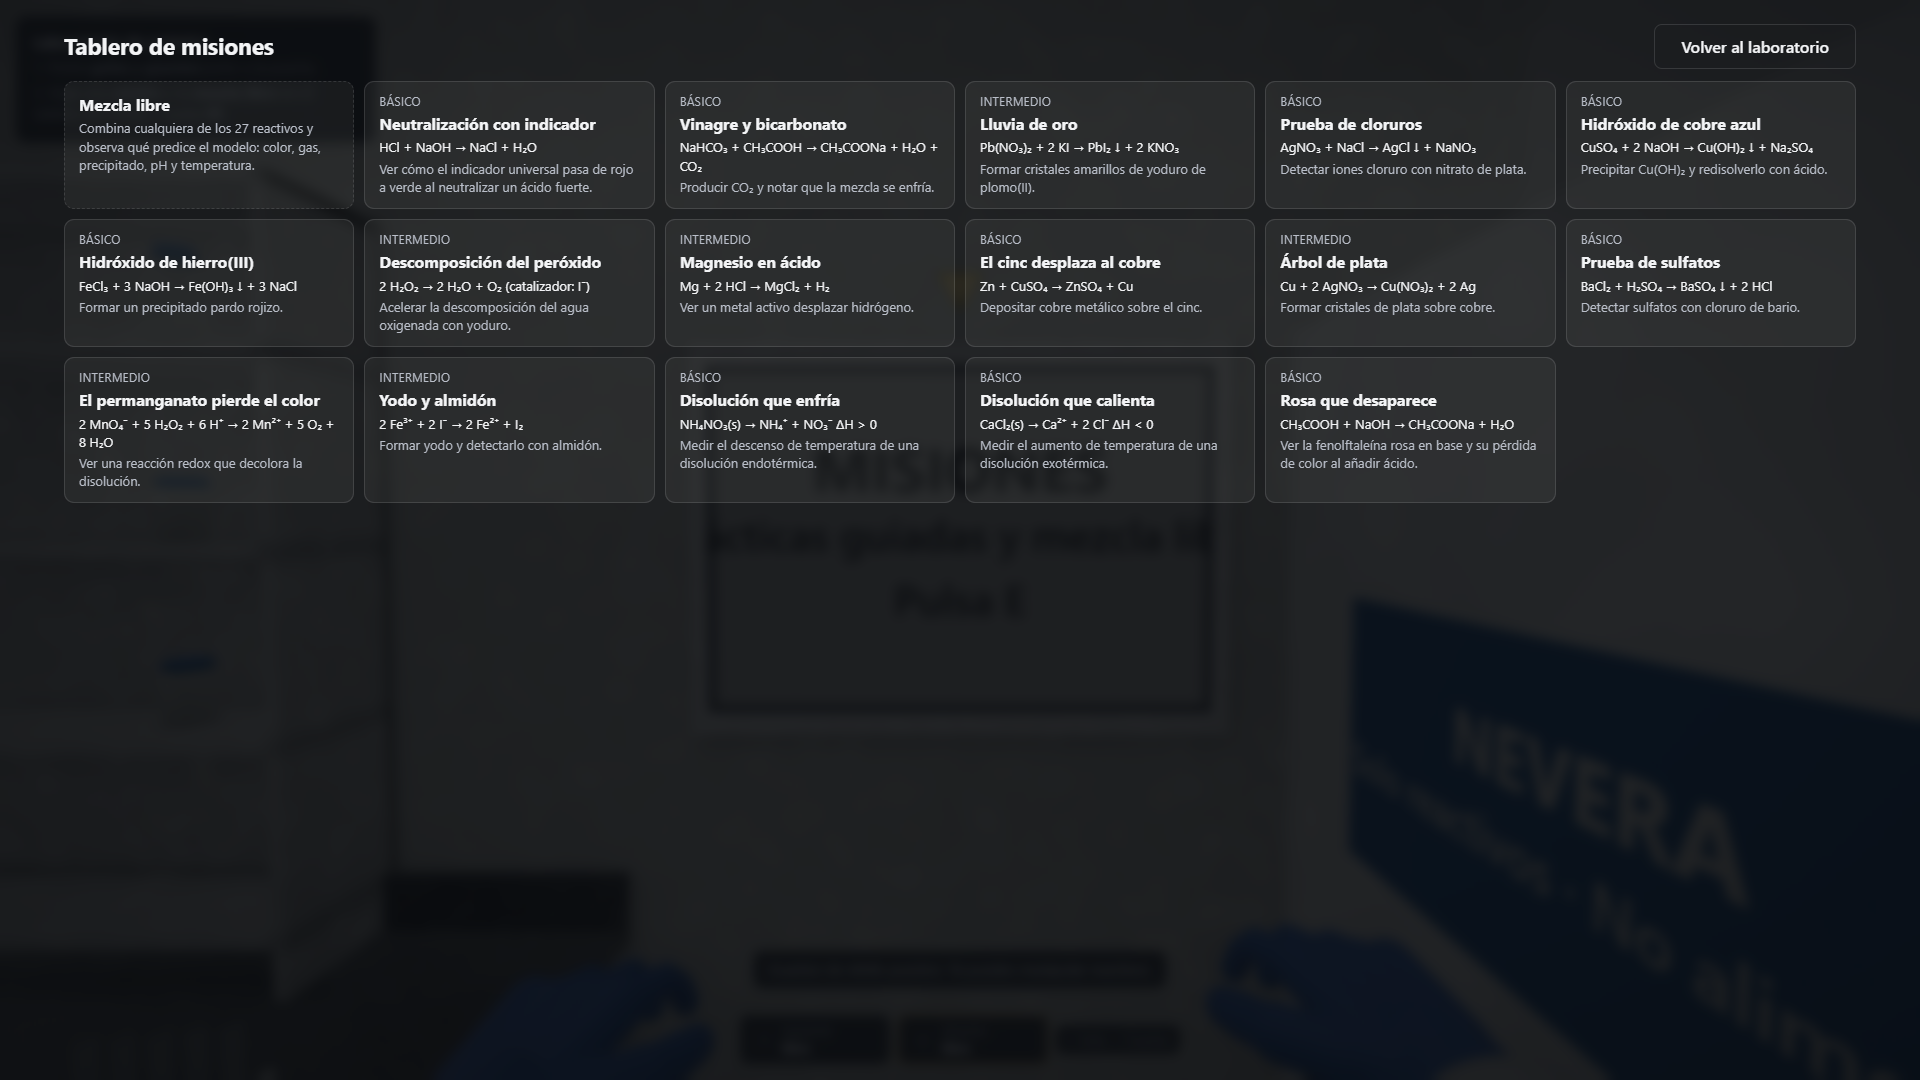 Tablero de misiones
Volver al laboratorio
Mezcla libre
Combina cualquiera de los 27 reactivos y
observa qué predice el modelo: color, gas,
precipitado, pH y temperatura.
BÁSICO
Neutralización con indicador
HCl + NaOH → NaCl + H₂O
Ver cómo el indicador universal pasa de rojo
a verde al neutralizar un ácido fuerte.
BÁSICO
Vinagre y bicarbonato
NaHCO₃ + CH₃COOH → CH₃COONa + H₂O +
CO₂
Producir CO₂ y notar que la mezcla se enfría.
INTERMEDIO
Lluvia de oro
Pb(NO₃)₂ + 2 KI → PbI₂ ↓ + 2 KNO₃
Formar cristales amarillos de yoduro de
plomo(II).
BÁSICO
Prueba de cloruros
AgNO₃ + NaCl → AgCl ↓ + NaNO₃
Detectar iones cloruro con nitrato de plata.
BÁSICO
Hidróxido de cobre azul
CuSO₄ + 2 NaOH → Cu(OH)₂ ↓ + Na₂SO₄
Precipitar Cu(OH)₂ y redisolverlo con ácido.
BÁSICO
Hidróxido de hierro(III)
FeCl₃ + 3 NaOH → Fe(OH)₃ ↓ + 3 NaCl
Formar un precipitado pardo rojizo.
INTERMEDIO
Descomposición del peróxido
2 H₂O₂ → 2 H₂O + O₂ (catalizador: I⁻)
Acelerar la descomposición del agua
oxigenada con yoduro.
INTERMEDIO
Magnesio en ácido
Mg + 2 HCl → MgCl₂ + H₂
Ver un metal activo desplazar hidrógeno.
BÁSICO
El cinc desplaza al cobre
Zn + CuSO₄ → ZnSO₄ + Cu
Depositar cobre metálico sobre el cinc.
INTERMEDIO
Árbol de plata
Cu + 2 AgNO₃ → Cu(NO₃)₂ + 2 Ag
Formar cristales de plata sobre cobre.
BÁSICO
Prueba de sulfatos
BaCl₂ + H₂SO₄ → BaSO₄ ↓ + 2 HCl
Detectar sulfatos con cloruro de bario.
INTERMEDIO
El permanganato pierde el color
2 MnO₄⁻ + 5 H₂O₂ + 6 H⁺ → 2 Mn²⁺ + 5 O₂ +
8 H₂O
Ver una reacción redox que decolora la
disolución.
INTERMEDIO
Yodo y almidón
2 Fe³⁺ + 2 I⁻ → 2 Fe²⁺ + I₂
Formar yodo y detectarlo con almidón.
BÁSICO
Disolución que enfría
NH₄NO₃(s) → NH₄⁺ + NO₃⁻ ΔH > 0
Medir el descenso de temperatura de una
disolución endotérmica.
BÁSICO
Disolución que calienta
CaCl₂(s) → Ca²⁺ + 2 Cl⁻ ΔH < 0
Medir el aumento de temperatura de una
disolución exotérmica.
BÁSICO
Rosa que desaparece
CH₃COOH + NaOH → CH₃COONa + H₂O
Ver la fenolftaleína rosa en base y su pérdida
de color al añadir ácido.
MISIONES
guiadas y mezcla
Pulsa E
NEVERA
No